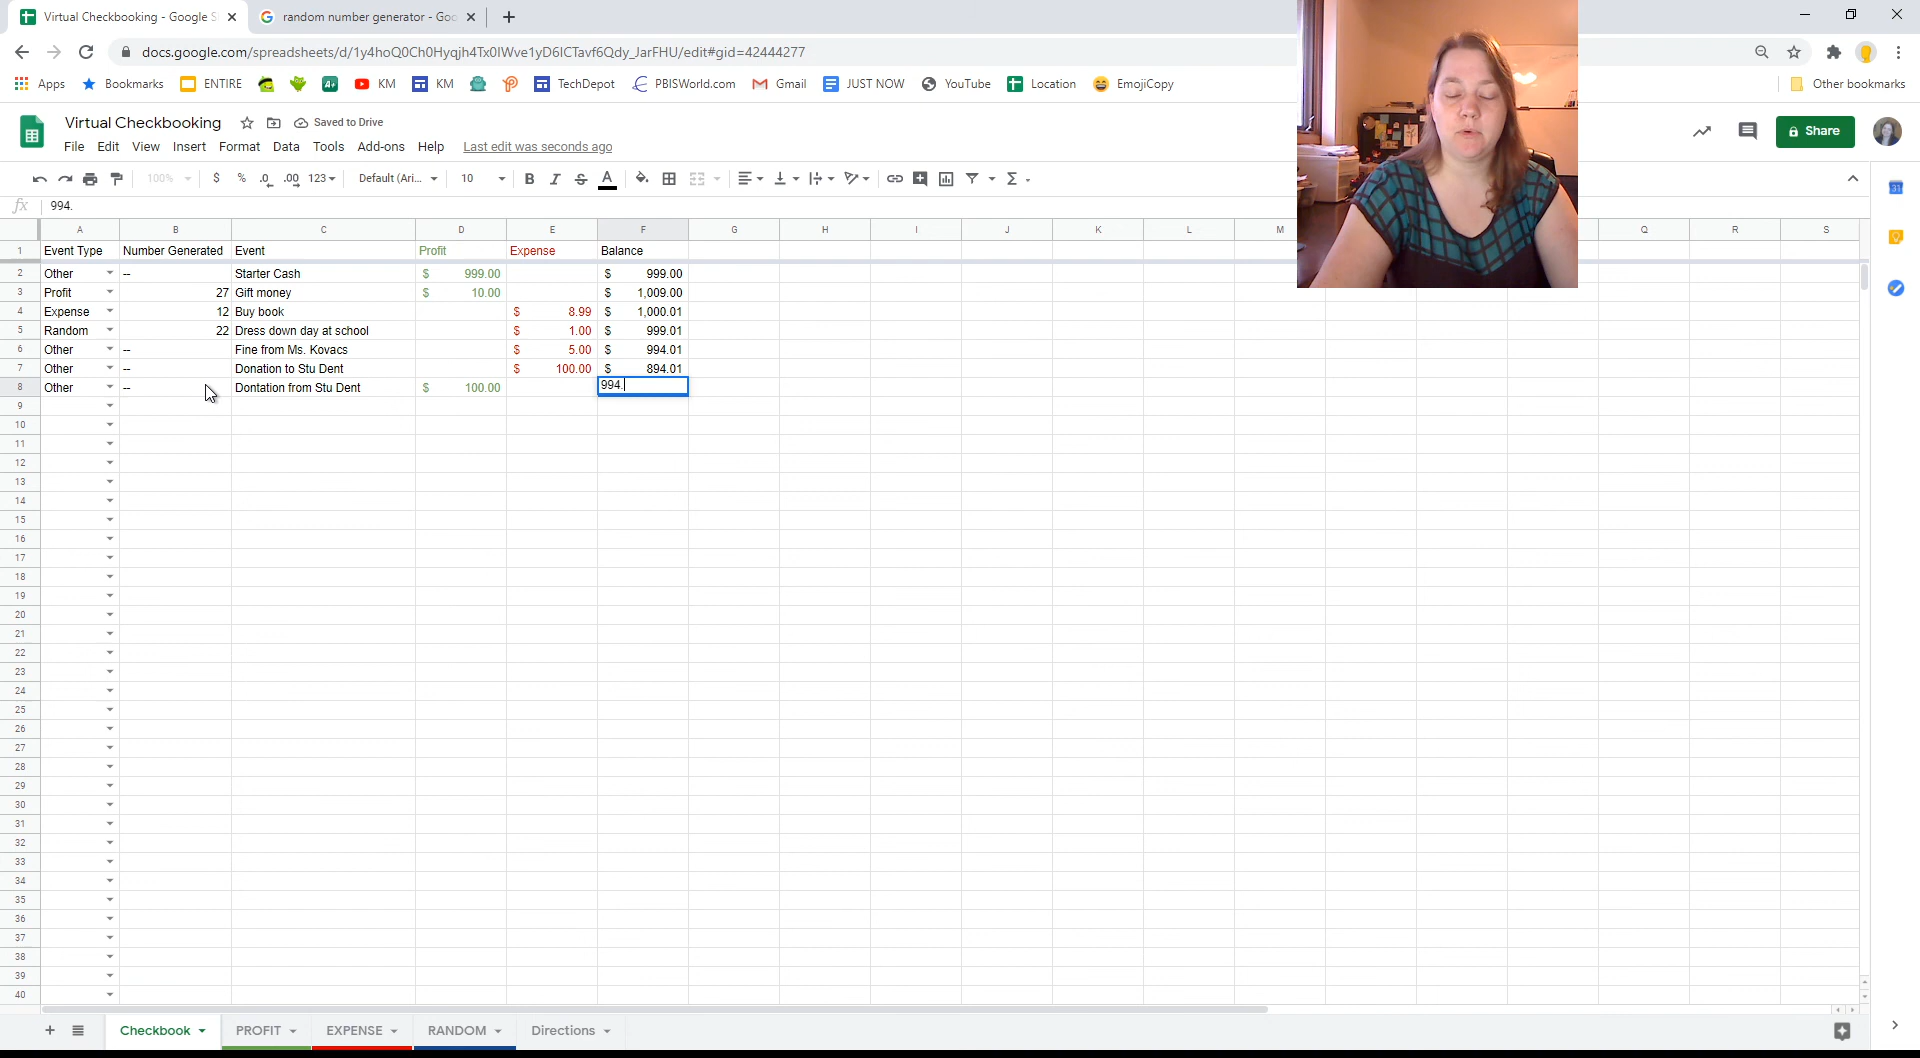 Virtual Checkbooking - Google S
random number generator - Goo
docs.google.com/spreadsheets/d/1y4hoQ0Ch0Hyqjh4Tx0IWve1yD6ICTavf6Qdy_JarFHU/edit#gid=42444277
Apps Bookmarks ENTIRE KM KM TechDepot PBISWorld.com Gmail JUST NOW YouTube Location EmojiCopy Other bookmarks
Virtual Checkbooking Saved to Drive
File Edit View Insert Format Data Tools Add-ons Help Last edit was seconds ago
Share
100% $ % .0 .00 123 Default (Ari... 10 B I S A
fx 994.
A B C D E F G H I J K L M Q R S
1 Event Type Number Generated Event Profit Expense Balance
2 Other -- Starter Cash $ 999.00 $ 999.00
3 Profit 27 Gift money $ 10.00 $ 1,009.00
4 Expense 12 Buy book $ 8.99 $ 1,000.01
5 Random 22 Dress down day at school $ 1.00 $ 999.01
6 Other -- Fine from Ms. Kovacs $ 5.00 $ 994.01
7 Other -- Donation to Stu Dent $ 100.00 $ 894.01
8 Other -- Dontation from Stu Dent $ 100.00 994.
9
10
11
12
13
14
15
16
17
18
19
20
21
22
23
24
25
26
27
28
29
30
31
32
33
34
35
36
37
38
39
40
Checkbook PROFIT EXPENSE RANDOM Directions